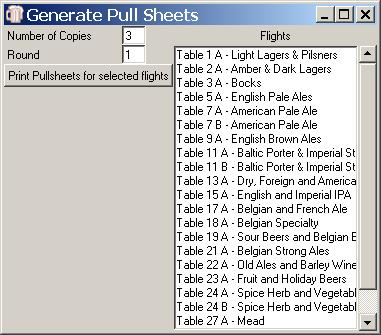 Generate Pull Sheets
Number of Copies 3
Round 1
Print Pullsheets for selected flights
Flights
Table 1 A - Light Lagers & Pilsners
Table 2 A - Amber & Dark Lagers
Table 3 A - Bocks
Table 5 A - English Pale Ales
Table 7 A - American Pale Ale
Table 7 B - American Pale Ale
Table 9 A - English Brown Ales
Table 11 A - Baltic Porter & Imperial St
Table 11 B - Baltic Porter & Imperial St
Table 13 A - Dry, Foreign and America
Table 15 A - English and Imperial IPA
Table 17 A - Belgian and French Ale
Table 18 A - Belgian Specialty
Table 19 A - Sour Beers and Belgian E
Table 21 A - Belgian Strong Ales
Table 22 A - Old Ales and Barley Wine
Table 23 A - Fruit and Holiday Beers
Table 24 A - Spice Herb and Vegetabl
Table 24 B - Spice Herb and Vegetabl
Table 27 A - Mead